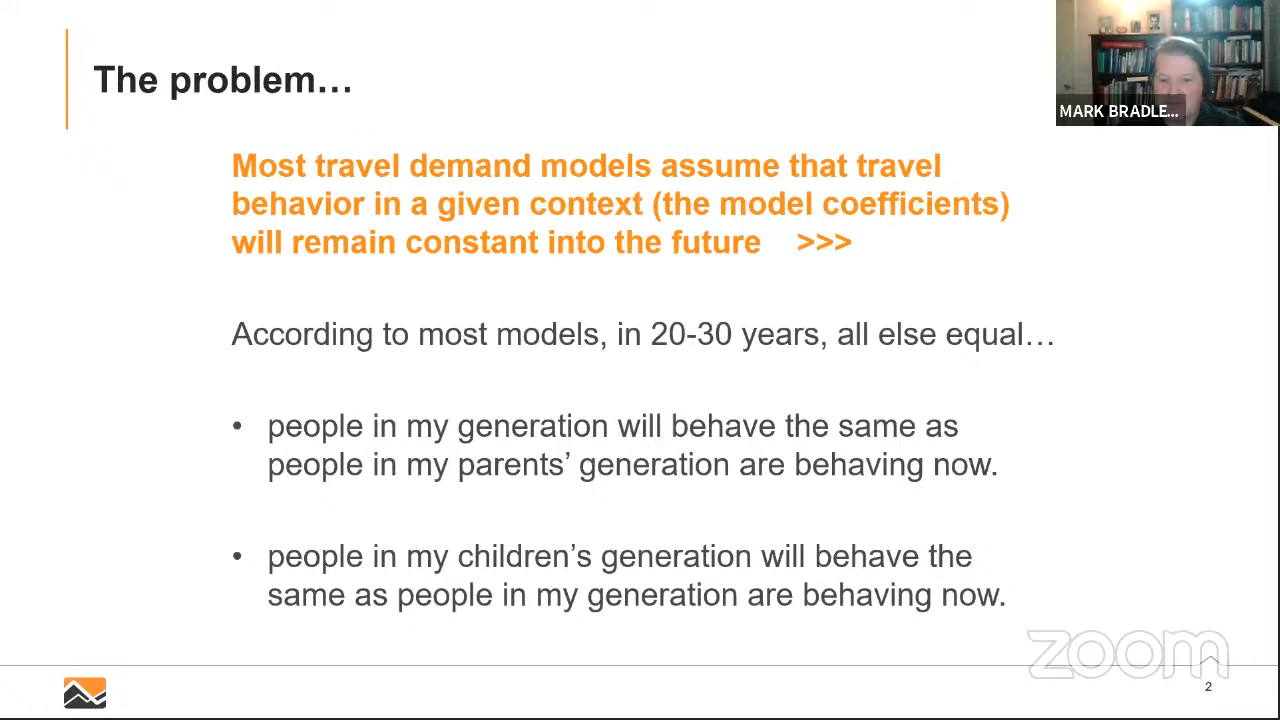 The problem…
MARK BRADLE...
Most travel demand models assume that travel
behavior in a given context (the model coefficients)
will remain constant into the future >>>
According to most models, in 20-30 years, all else equal…
• people in my generation will behave the same as
people in my parents’ generation are behaving now.
• people in my children’s generation will behave the
same as people in my generation are behaving now.
zoom
2